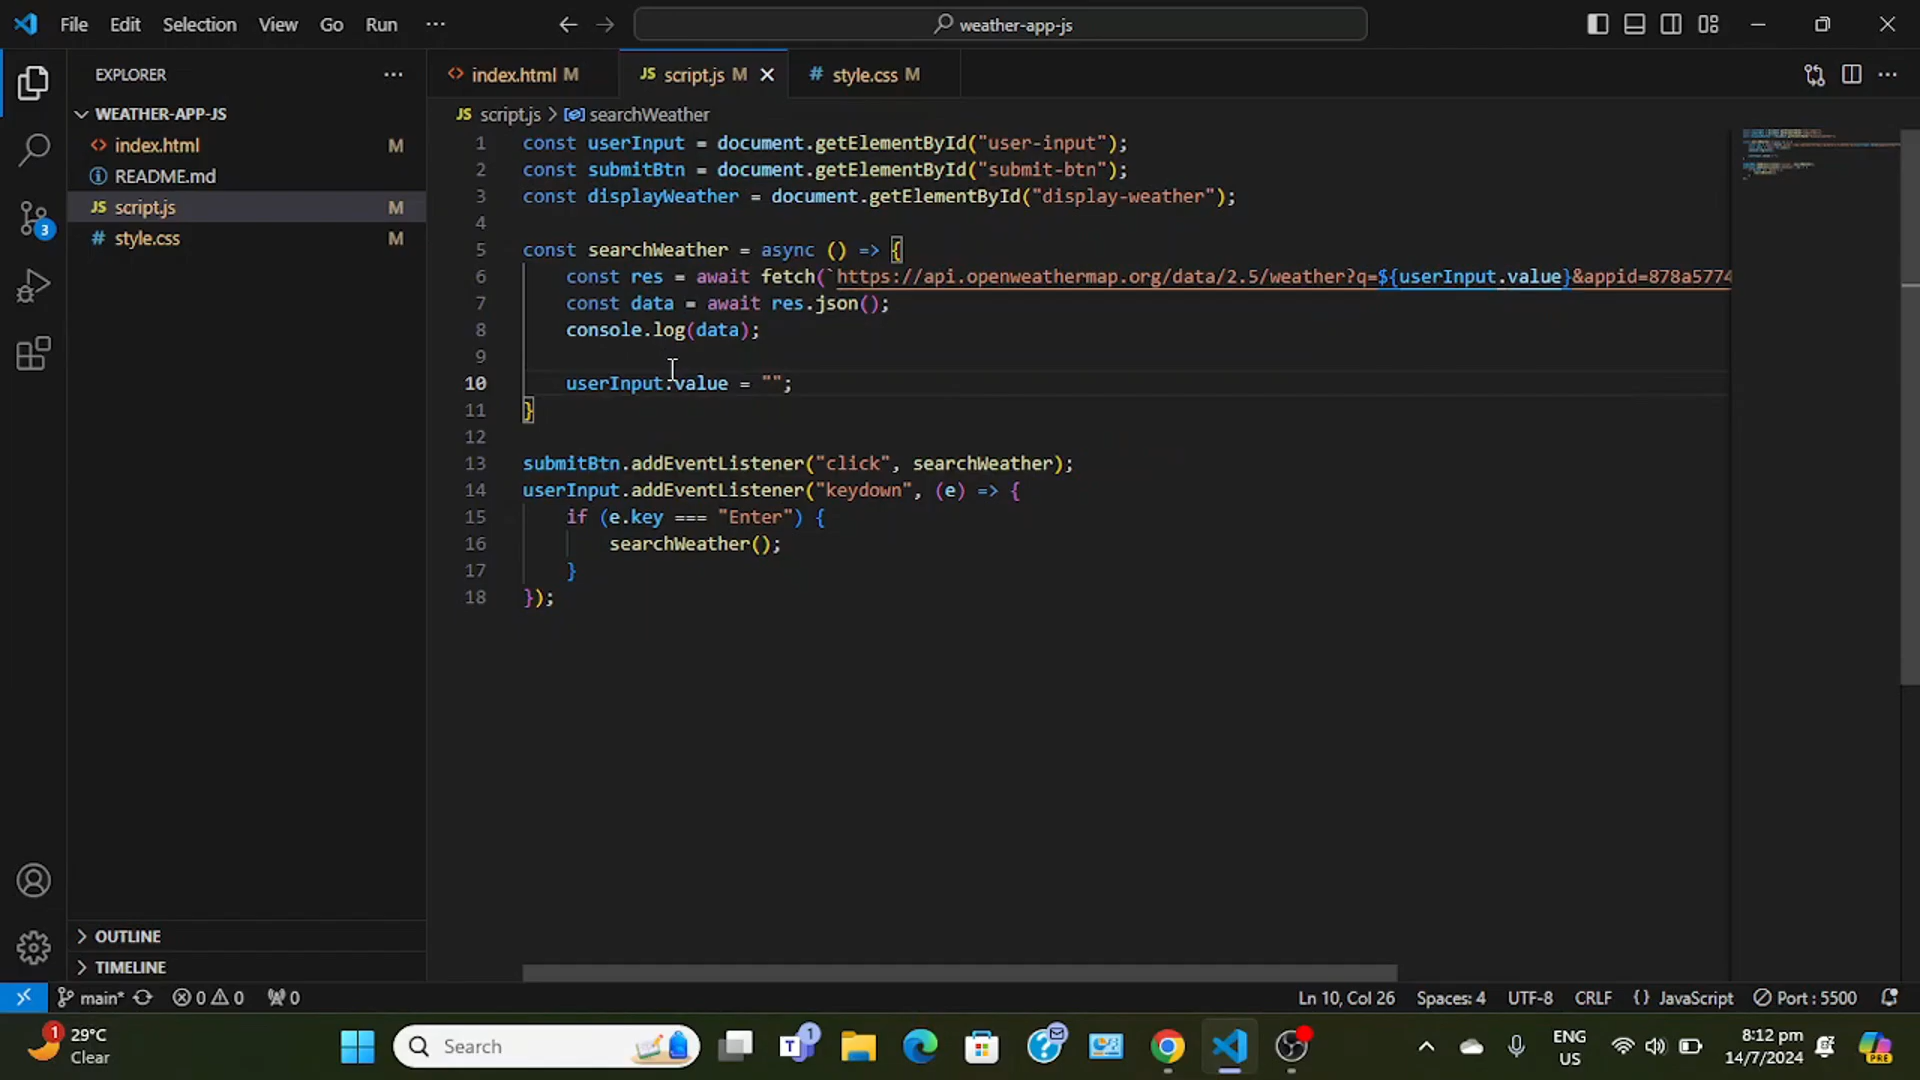 File Edit Selection View Go Run ··· weather-app-js
EXPLORER ···
index.html M JS script.js M # style.css M
WEATHER-APP-JS
index.html M
README.md
JS script.js M
# style.css M
JS script.js > searchWeather
1 const userInput = document.getElementById("user-input");
2 const submitBtn = document.getElementById("submit-btn");
3 const displayWeather = document.getElementById("display-weather");
4
5 const searchWeather = async () => {
6 const res = await fetch(`https://api.openweathermap.org/data/2.5/weather?q=${userInput.value}&appid=878a5774
7 const data = await res.json();
8 console.log(data);
9
10 userInput.value = "";
11 }
12
13 submitBtn.addEventListener("click", searchWeather);
14 userInput.addEventListener("keydown", (e) => {
15 if (e.key === "Enter") {
16 searchWeather();
17 }
18 });
3
OUTLINE
TIMELINE
main* 0 0 0 Ln 10, Col 26 Spaces: 4 UTF-8 CRLF {} JavaScript Port : 5500
1 29°C
Clear
Search
1
ENG
US
8:12 pm
14/7/2024
PRE